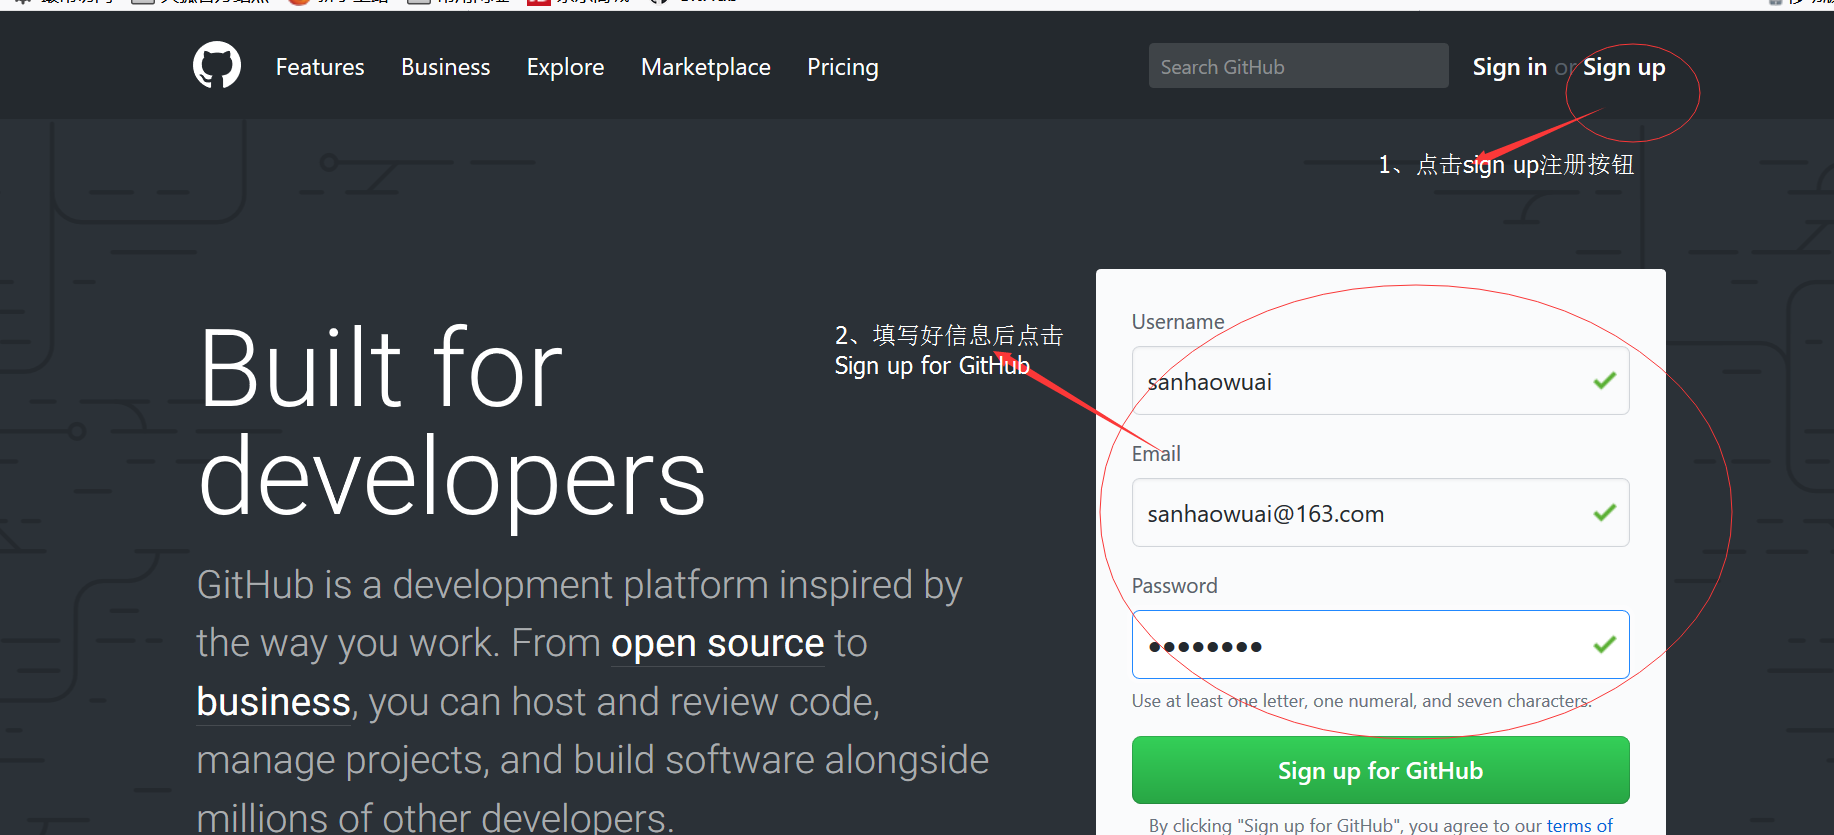 Features Business Explore Marketplace Pricing
Search GitHub
Sign in or Sign up
1、点击sign up注册按钮
2、填写好信息后点击
Sign up for GitHub
Built for
developers
GitHub is a development platform inspired by
the way you work. From open source to
business, you can host and review code,
manage projects, and build software alongside
millions of other developers.
Username
sanhaowuai
Email
sanhaowuai@163.com
Password
Use at least one letter, one numeral, and seven characters.
Sign up for GitHub
By clicking "Sign up for GitHub", you agree to our terms of